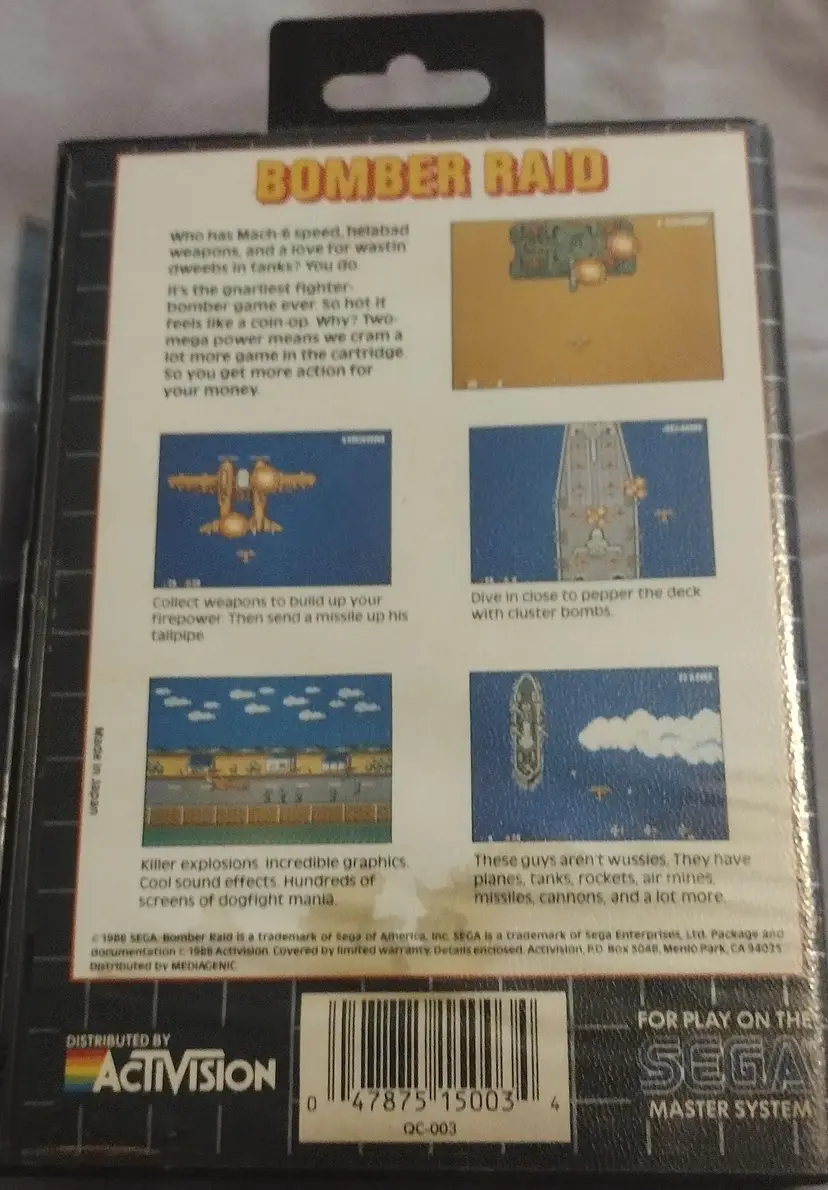 BOMBER RAID
Who has Mach-6 speed, helabad
weapons, and a love for wastin'
dweebs in tanks? You do.
It's the gnarliest fighter-
bomber game ever. So hot it
feels like a coin-op. Why? Two-
mega power means we cram a
lot more game in the cartridge.
So you get more action for
your money.
Collect weapons to build up your
firepower. Then send a missile up his
tailpipe.
Dive in close to pepper the deck
with cluster bombs.
Killer explosions. Incredible graphics.
Cool sound effects. Hundreds of
screens of dogfight mania.
These guys aren't wussies. They have
planes, tanks, rockets, air mines,
missiles, cannons, and a lot more.
Made in Japan
© 1988 SEGA. Bomber Raid is a trademark of Sega of America, Inc. SEGA is a trademark of Sega Enterprises, Ltd. Package and
documentation © 1988 Activision. Covered by limited warranty. Details enclosed. Activision, P.O. Box 5048, Menlo Park, CA 94025.
Distributed by MEDIAGENIC.
DISTRIBUTED BY
ACTIVISION
0 47875 15003 4
QC-003
FOR PLAY ON THE
SEGA
MASTER SYSTEM